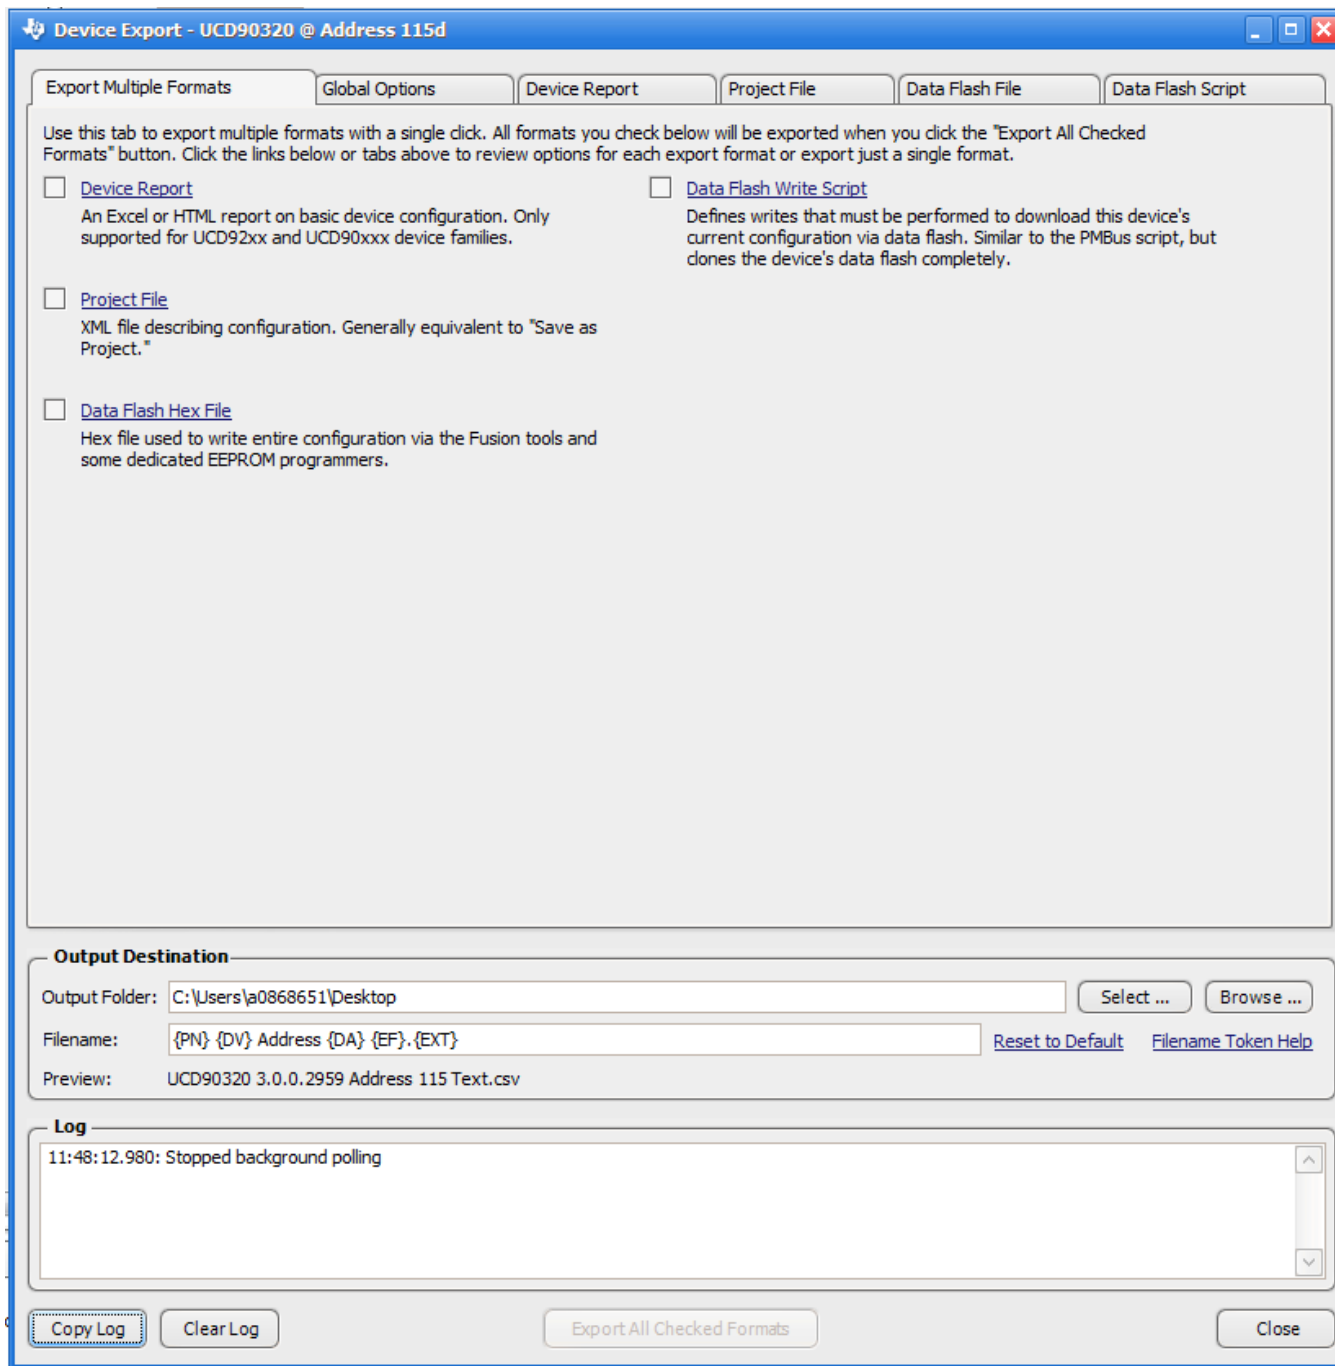 Device Export - UCD90320 @ Address 115d
Export Multiple Formats
Global Options
Device Report
Project File
Data Flash File
Data Flash Script
Use this tab to export multiple formats with a single click. All formats you check below will be exported when you click the "Export All Checked
Formats" button. Click the links below or tabs above to review options for each export format or export just a single format.
Device Report
An Excel or HTML report on basic device configuration. Only
supported for UCD92xx and UCD90xxx device families.
Project File
XML file describing configuration. Generally equivalent to "Save as
Project."
Data Flash Hex File
Hex file used to write entire configuration via the Fusion tools and
some dedicated EEPROM programmers.
Data Flash Write Script
Defines writes that must be performed to download this device's
current configuration via data flash. Similar to the PMBus script, but
clones the device's data flash completely.
Output Destination
Output Folder: C:\Users\a0868651\Desktop Select ... Browse ...
Filename: {PN} {DV} Address {DA} {EF}.{EXT} Reset to Default Filename Token Help
Preview: UCD90320 3.0.0.2959 Address 115 Text.csv
Log
11:48:12.980: Stopped background polling
Copy Log Clear Log Export All Checked Formats Close